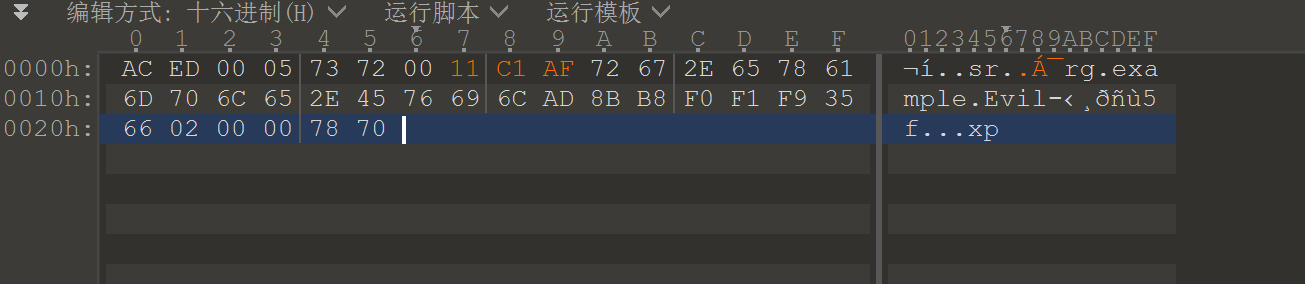 编辑方式: 十六进制(H) 运行脚本 运行模板
0 1 2 3 4 5 6 7 8 9 A B C D E F 0123456789ABCDEF
0000h: AC ED 00 05 73 72 00 11 C1 AF 72 67 2E 65 78 61 ¬í..sr..Á¯rg.exa
0010h: 6D 70 6C 65 2E 45 76 69 6C AD 8B B8 F0 F1 F9 35 mple.Evil-‹¸ðñù5
0020h: 66 02 00 00 78 70 f...xp